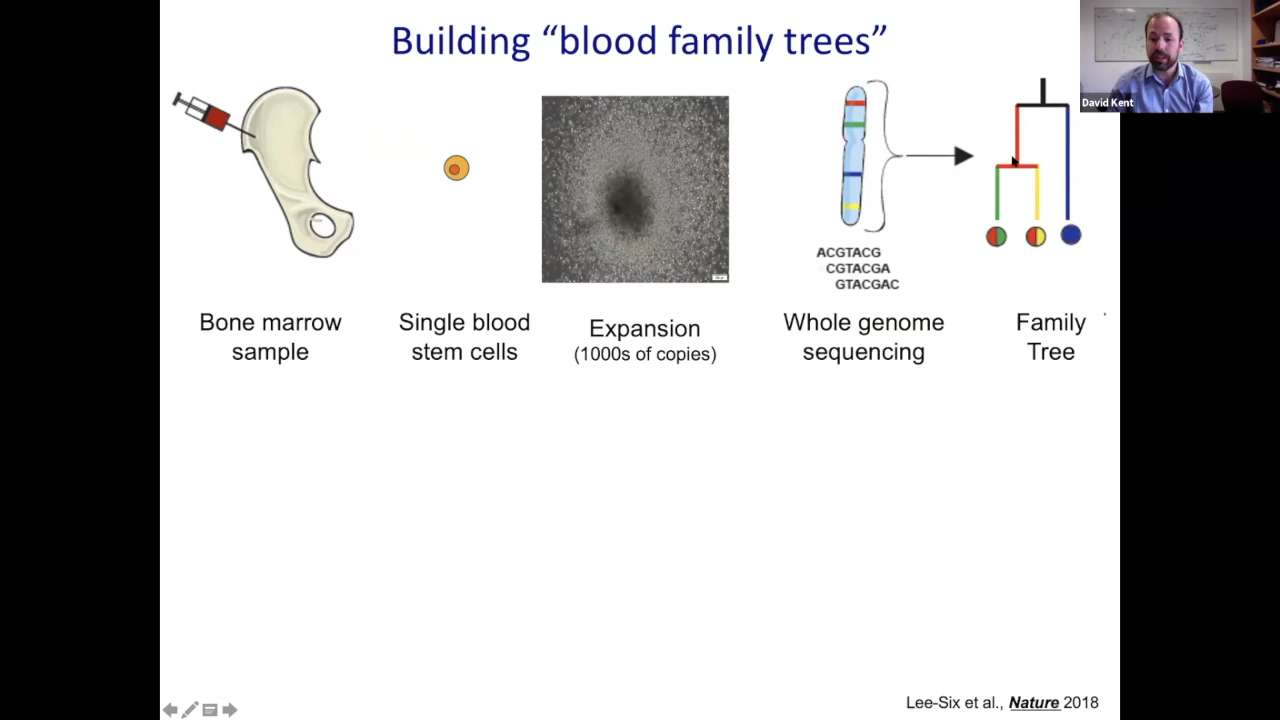 Building “blood family trees”
David Kent
ACGTACG
CGTACGA
GTACGAC
Bone marrow
sample
Single blood
stem cells
Expansion
(1000s of copies)
Whole genome
sequencing
Family
Tree
Lee-Six et al., Nature 2018